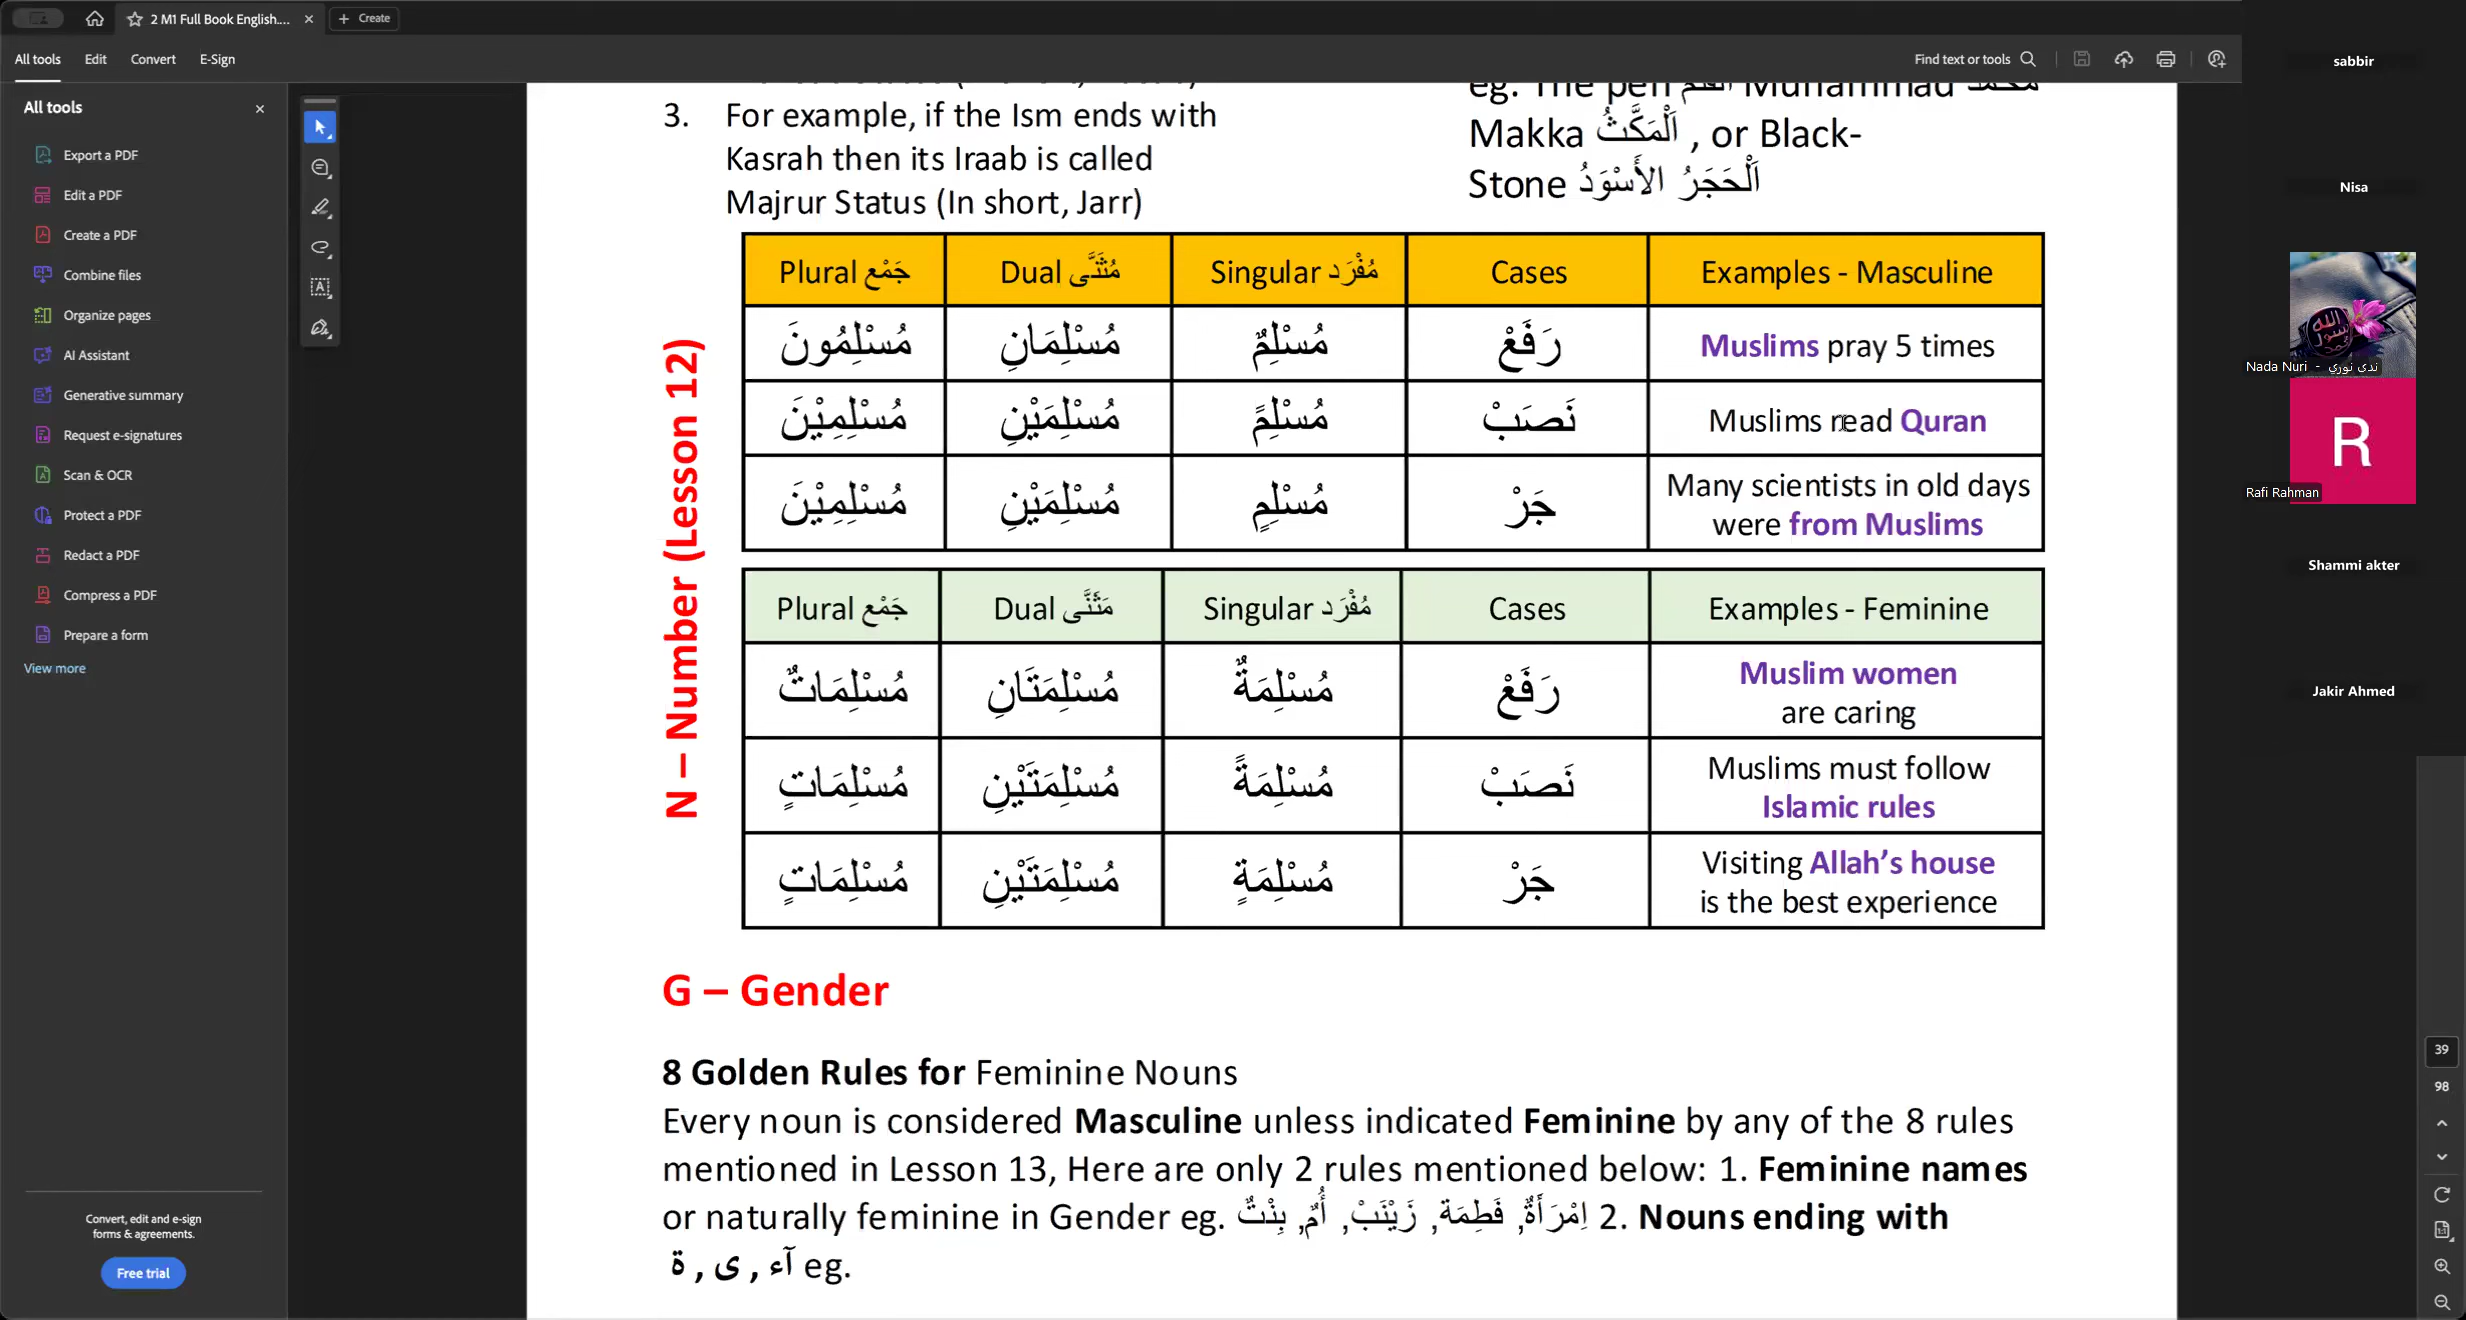 2 M1 Full Book English....
Create
All tools
Edit
Convert
E-Sign
Find text or tools
All tools
Export a PDF
Edit a PDF
Create a PDF
Combine files
Organize pages
AI Assistant
Generative summary
Request e-signatures
Scan & OCR
Protect a PDF
Redact a PDF
Compress a PDF
Prepare a form
View more
Convert, edit and e-sign
forms & agreements.
Free trial
3. For example, if the Ism ends with
Kasrah then its Iraab is called
Majrur Status (In short, Jarr)
eg. The pen اَلْقَلَمُ Muhammad مُحَمَّدٌ
Makka اَلْمَكَّتُ , or Black-
Stone اَلْحَجَرُ الأَسْوَدُ
N – Number (Lesson 12)
Plural جَمْع Dual مُثَنَّى Singular مُفْرَد Cases Examples - Masculine
مُسْلِمُونَ مُسْلِمَانِ مُسْلِمٌ رَفَعْ Muslims pray 5 times
مُسْلِمِيْنَ مُسْلِمَيْنِ مُسْلِمً نَصَبْ Muslims read Quran
مُسْلِمِيْنَ مُسْلِمَيْنِ مُسْلِمٍ جَرْ Many scientists in old days
were from Muslims
Plural جَمْع Dual مَثَنَّى Singular مُفْرَد Cases Examples - Feminine
مُسْلِمَاتٌ مُسْلِمَتَانِ مُسْلِمَةٌ رَفَعْ Muslim women
are caring
مُسْلِمَاتٍ مُسْلِمَتَيْنِ مُسْلِمَةً نَصَبْ Muslims must follow
Islamic rules
مُسْلِمَاتٍ مُسْلِمَتَيْنِ مُسْلِمَةٍ جَرْ Visiting Allah’s house
is the best experience
G – Gender
8 Golden Rules for Feminine Nouns
Every noun is considered Masculine unless indicated Feminine by any of the 8 rules
mentioned in Lesson 13, Here are only 2 rules mentioned below: 1. Feminine names
or naturally feminine in Gender eg. اِمْرَأَةٌ, فَطِمَة, زَيْنَبْ, أُمٌ, بِنْتٌ 2. Nouns ending with
ة , ى , آء eg.
sabbir
Nisa
Nada Nuri - ندى نوري
R
Rafi Rahman
Shammi akter
Jakir Ahmed
39
98